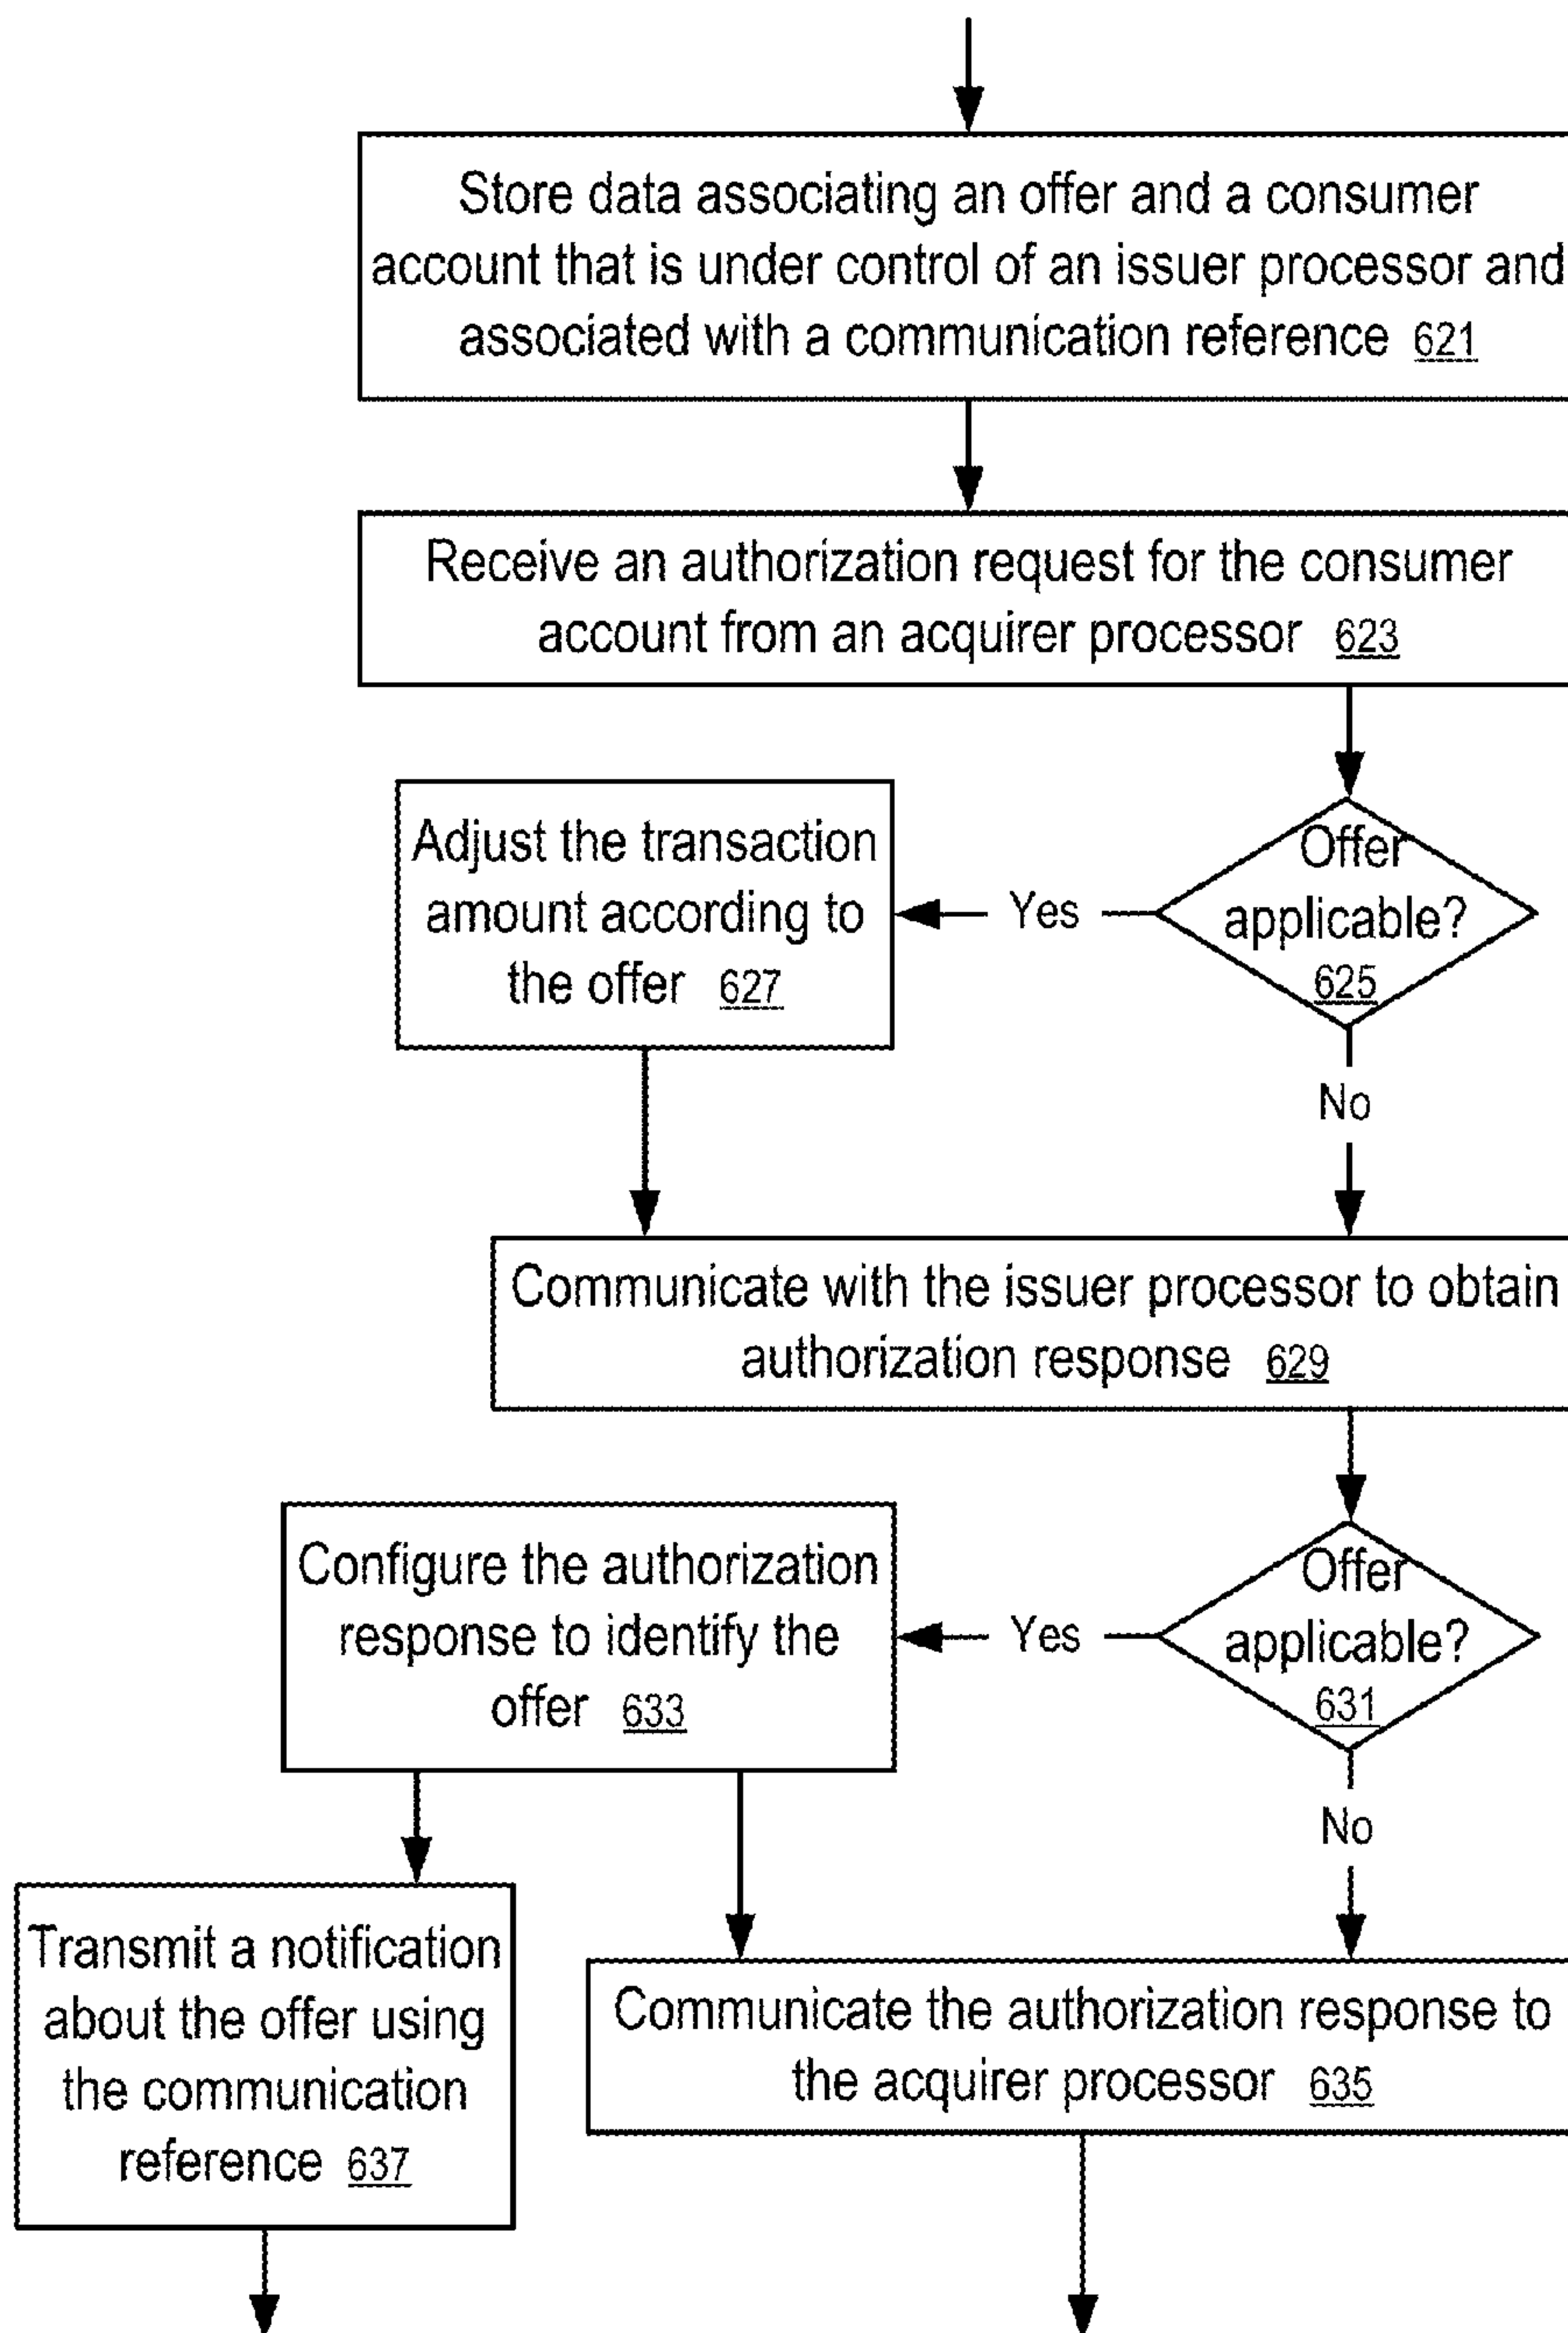 Store data associating an offer and a consumer
account that is under control of an issuer processor and
associated with a communication reference 621
Receive an authorization request for the consumer
account from an acquirer processor 623
Adjust the transaction
amount according to
the offer 627
Yes
Offer
applicable?
625
No
Communicate with the issuer processor to obtain
authorization response 629
Configure the authorization
response to identify the
offer 633
Yes
Offer
applicable?
631
No
Transmit a notification
about the offer using
the communication
reference 637
Communicate the authorization response to
the acquirer processor 635